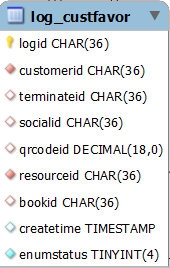 log_custfavor
logid CHAR(36)
customerid CHAR(36)
terminateid CHAR(36)
socialid CHAR(36)
qrcodeid DECIMAL(18,0)
resourceid CHAR(36)
bookid CHAR(36)
createtime TIMESTAMP
enumstatus TINYINT(4)